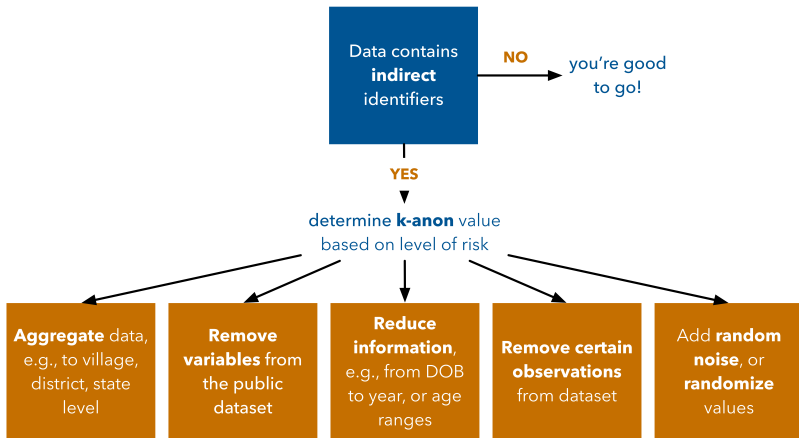 Data contains
indirect
identifiers
NO
you're good
to go!
YES
determine k-anon value
based on level of risk
Aggregate data,
e.g., to village,
district, state
level
Remove
variables from
the public
dataset
Reduce
information,
e.g., from DOB
to year, or age
ranges
Remove certain
observations
from dataset
Add random
noise, or
randomize
values